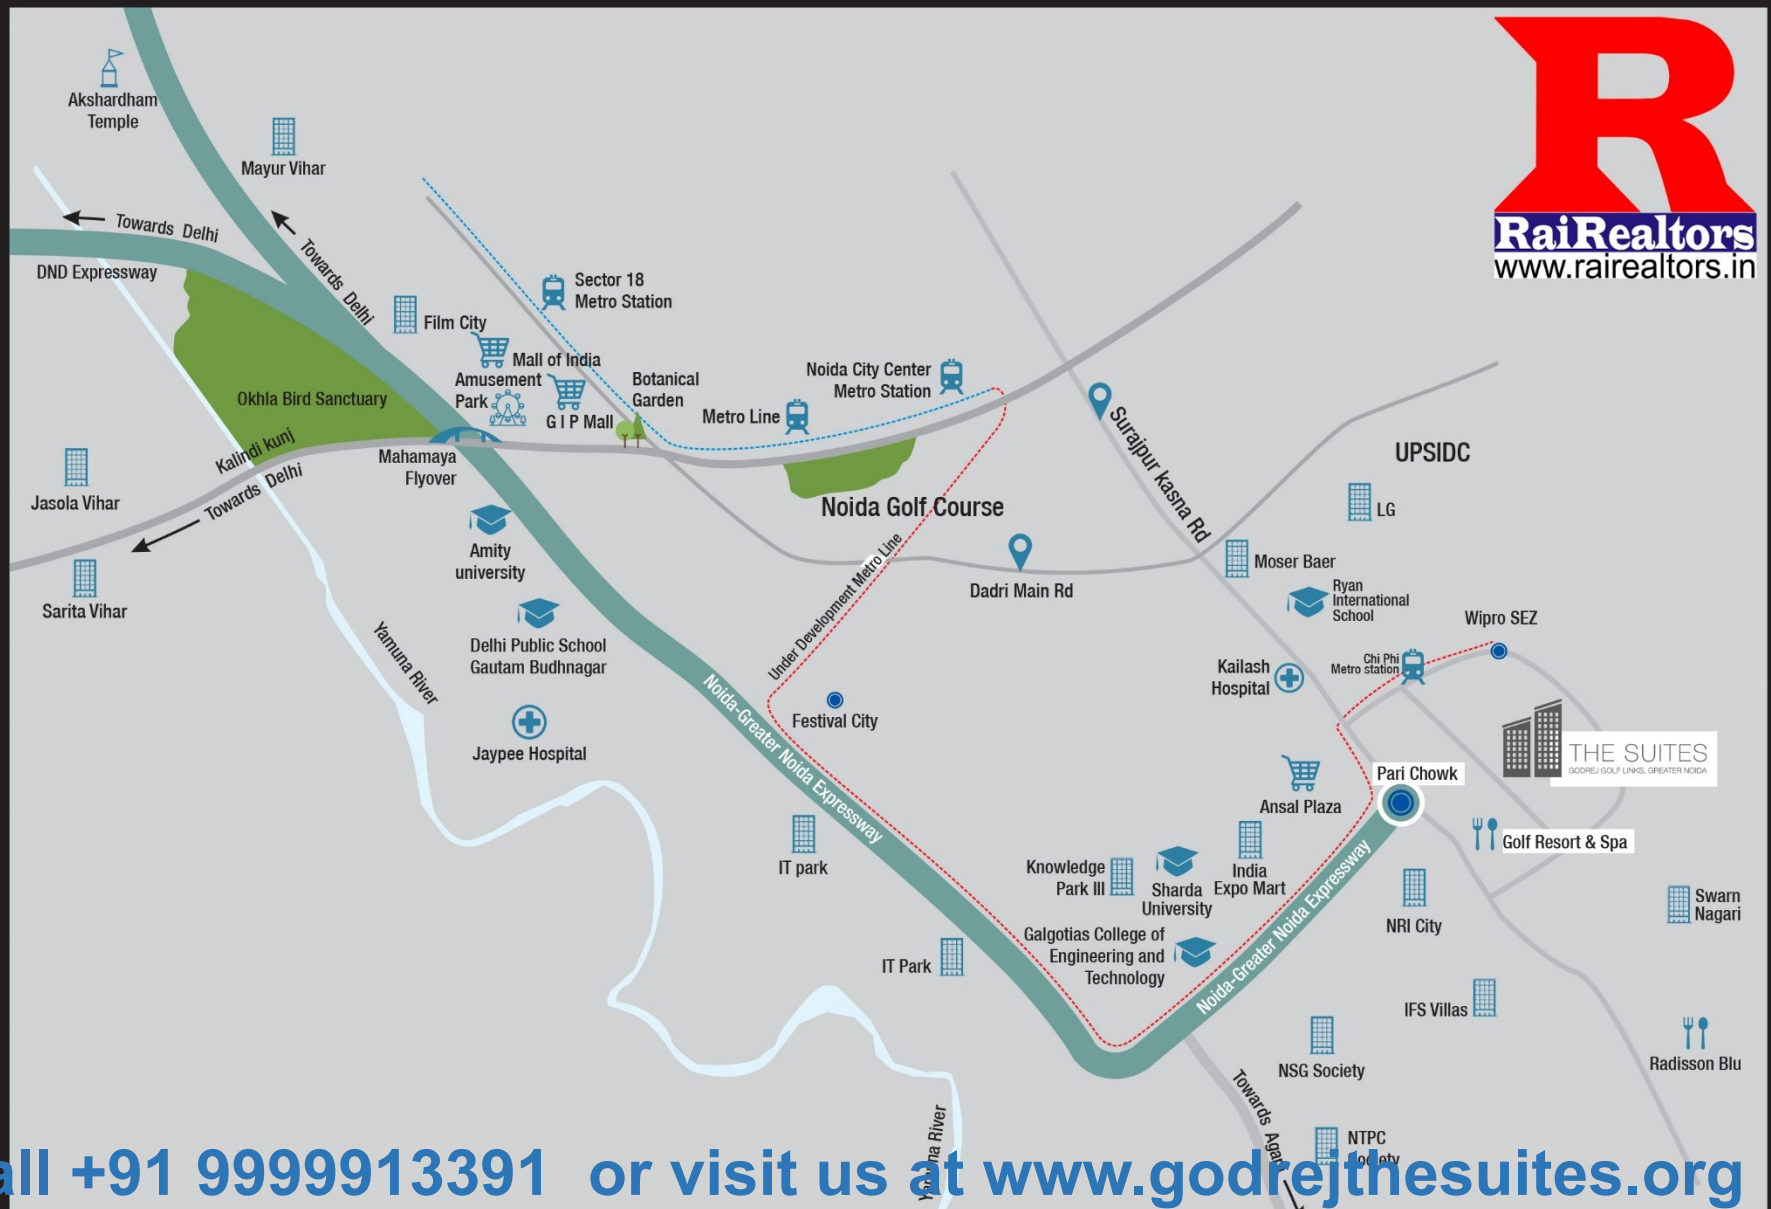 Akshardham
Temple
Mayur Vihar
RaiRealtors
www.rairealtors.in
Towards Delhi
Towards Delhi
DND Expressway
Sector 18
Metro Station
Film City
Mall of India
Amusement
Park
G I P Mall
Botanical
Garden
Metro Line
Noida City Center
Metro Station
Okhla Bird Sanctuary
Kalindi kunj
Towards Delhi
Mahamaya
Flyover
Jasola Vihar
Sarita Vihar
Amity
university
Delhi Public School
Gautam Budhnagar
Yamuna River
Jaypee Hospital
Noida Golf Course
Under Development Metro Line
Dadri Main Rd
Surajpur kasna Rd
UPSIDC
LG
Moser Baer
Ryan
International
School
Wipro SEZ
Chi Phi
Metro station
Kailash
Hospital
Festival City
Noida-Greater Noida Expressway
THE SUITES
GODREJ GOLF LINKS, GREATER NOIDA
Pari Chowk
Ansal Plaza
Golf Resort & Spa
IT park
Knowledge
Park III
Sharda
University
India
Expo Mart
NRI City
Swarn
Nagari
Galgotias College of
Engineering and
Technology
Noida-Greater Noida Expressway
IT Park
IFS Villas
NSG Society
Radisson Blu
Towards Agra
Yamuna River
NTPC
Society
all +91 9999913391 or visit us at www.godrejthesuites.org